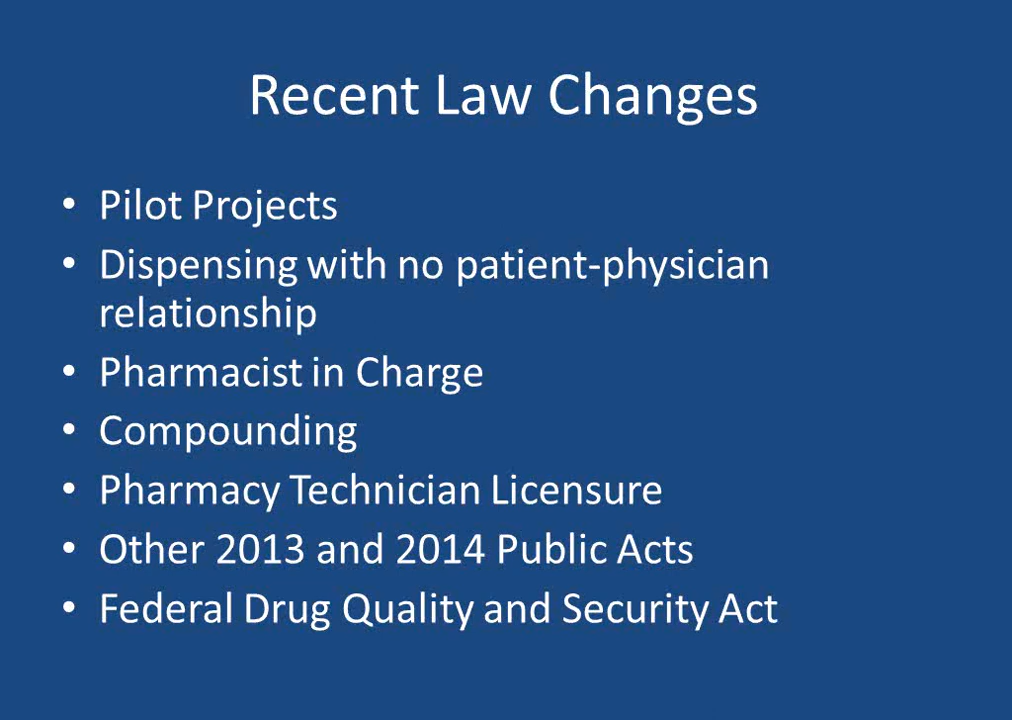 Recent Law Changes
• Pilot Projects
• Dispensing with no patient-physician
relationship
• Pharmacist in Charge
• Compounding
• Pharmacy Technician Licensure
• Other 2013 and 2014 Public Acts
• Federal Drug Quality and Security Act